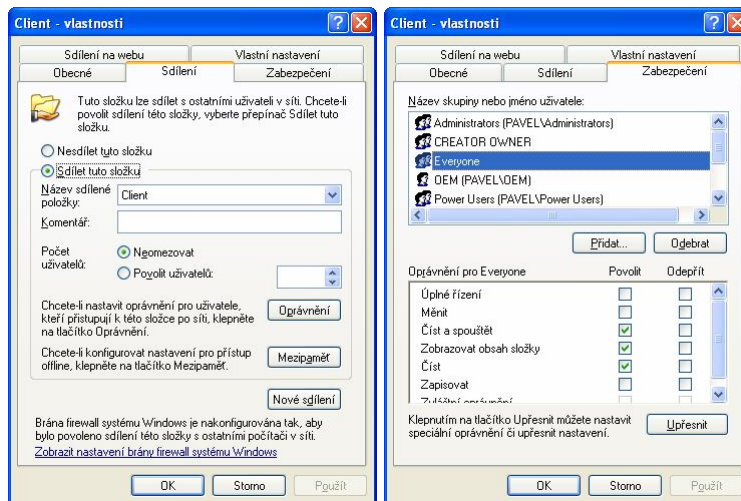 Client - vlastnosti
Sdílení na webu
Vlastní nastavení
Obecné
Sdílení
Zabezpečení
Tuto složku lze sdílet s ostatními uživateli v síti. Chcete-li
povolit sdílení této složky, vyberte přepínač Sdílet tuto
složku.
Nesdílet tuto složku
Sdílet tuto složku
Název sdílené
položky:
Client
Komentář:
Počet
uživatelů:
Neomezovat
Povolit uživatelů:
Chcete-li nastavit oprávnění pro uživatele,
kteří přistupují k této složce po síti, klepněte
na tlačítko Oprávnění.
Oprávnění
Chcete-li konfigurovat nastavení pro přístup
offline, klepněte na tlačítko Mezipaměť.
Mezipaměť
Nové sdílení
Brána firewall systému Windows je nakonfigurována tak, aby
bylo povoleno sdílení této složky s ostatními počítači v síti.
Zobrazit nastavení brány firewall systému Windows
OK
Storno
Použít
Client - vlastnosti
Sdílení na webu
Vlastní nastavení
Obecné
Sdílení
Zabezpečení
Název skupiny nebo jméno uživatele:
Administrators (PAVEL\Administrators)
CREATOR OWNER
Everyone
OEM (PAVEL\OEM)
Power Users (PAVEL\Power Users)
Přidat...
Odebrat
Oprávnění pro Everyone
Povolit
Odepřít
Úplné řízení
Měnit
Číst a spouštět
Zobrazovat obsah složky
Číst
Zapisovat
Zvláštní oprávnění
Klepnutím na tlačítko Upřesnit můžete nastavit
speciální oprávnění či upřesnit nastavení.
Upřesnit
OK
Storno
Použít